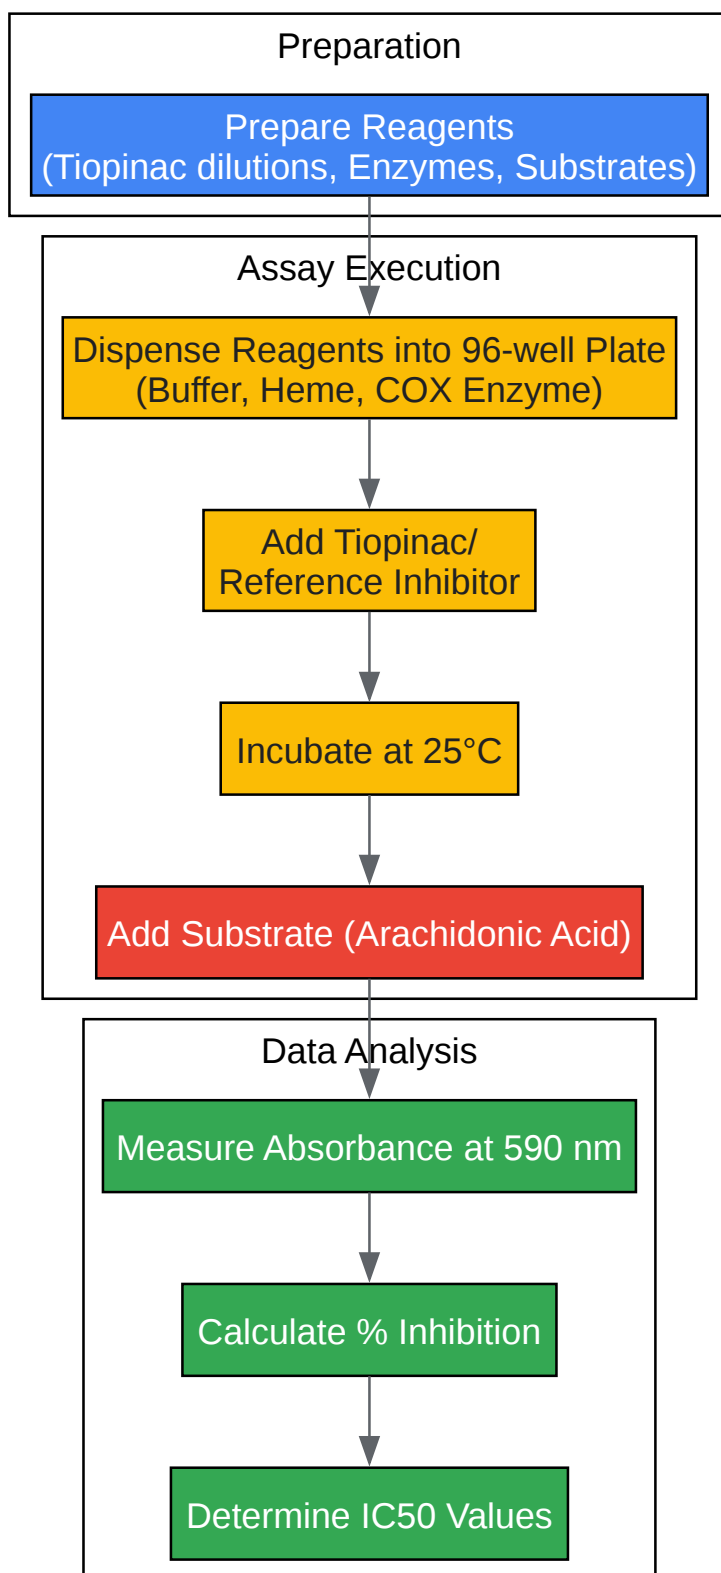 Preparation
Prepare Reagents
(Tiopinac dilutions, Enzymes, Substrates)
Assay Execution
Dispense Reagents into 96-well Plate
(Buffer, Heme, COX Enzyme)
Add Tiopinac/
Reference Inhibitor
Incubate at 25°C
Add Substrate (Arachidonic Acid)
Data Analysis
Measure Absorbance at 590 nm
Calculate % Inhibition
Determine IC50 Values